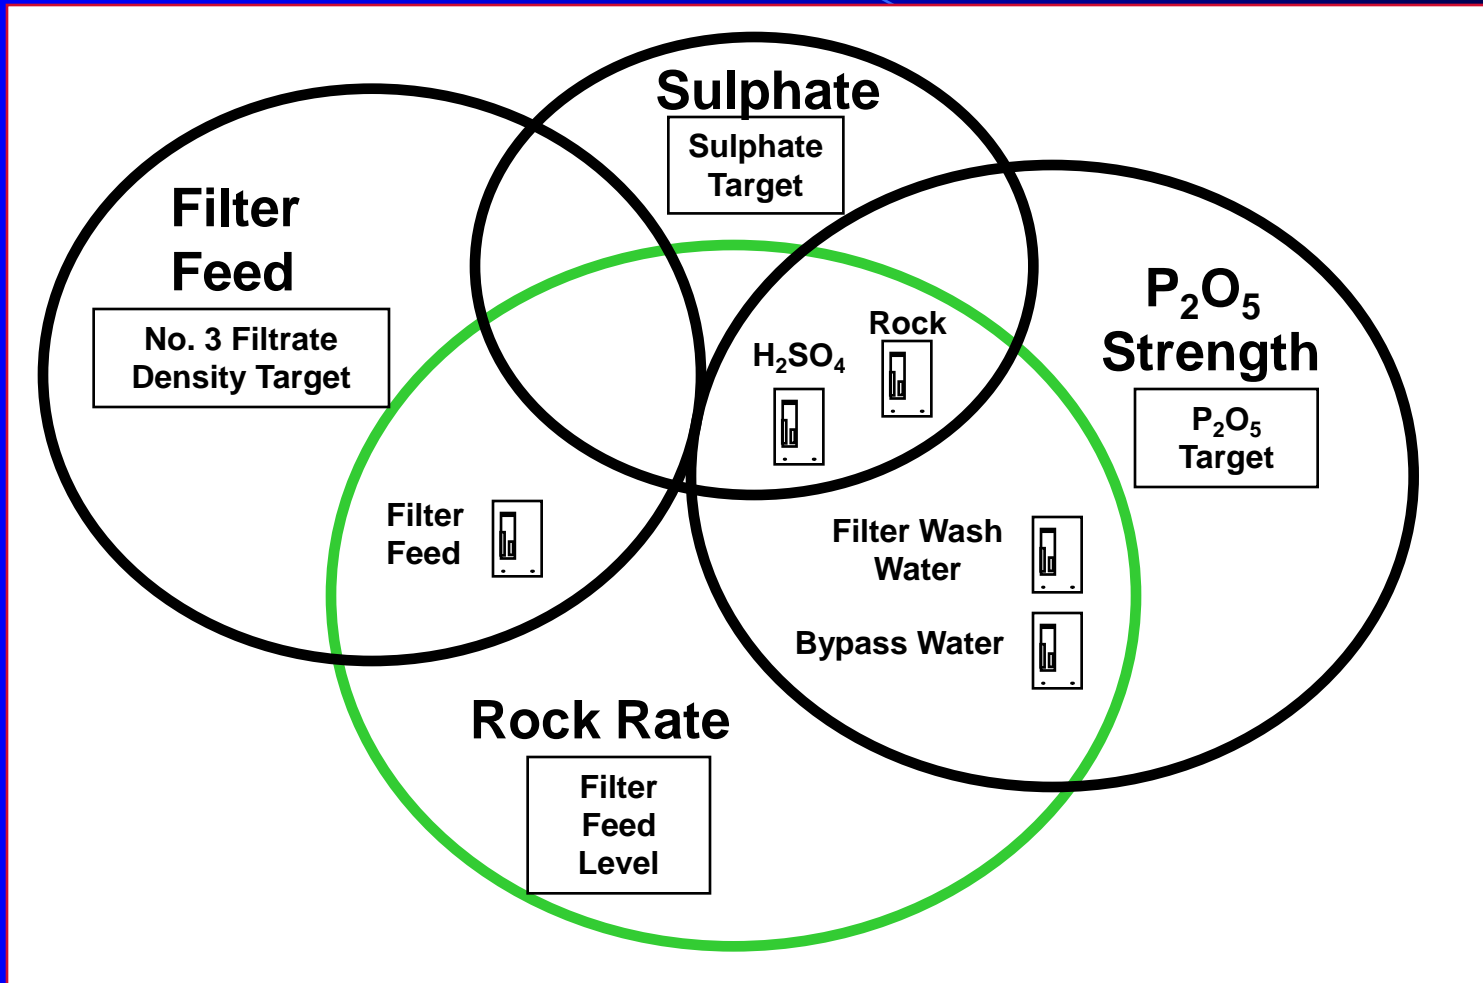 Sulphate
Sulphate
Target
Filter
Feed
No. 3 Filtrate
Density Target
P₂O₅
Strength
P₂O₅
Target
Rock
H₂SO₄
Filter
Feed
Filter Wash
Water
Bypass Water
Rock Rate
Filter
Feed
Level